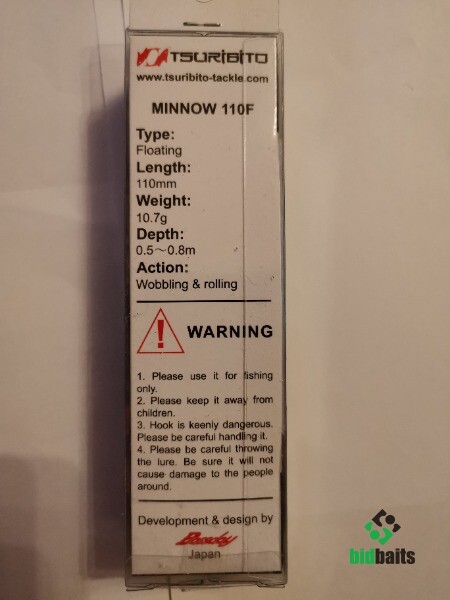 TSURIBITO
www.tsuribito-tackle.com
MINNOW 110F
Type:
Floating
Length:
110mm
Weight:
10.7g
Depth:
0.5～0.8m
Action:
Wobbling & rolling
WARNING
1. Please use it for fishing
only.
2. Please keep it away from
children.
3. Hook is keenly dangerous.
Please be careful handling it.
4. Please be careful throwing
the lure. Be sure it will not
cause damage to the people
around.
Development & design by
Japan
bidbaits